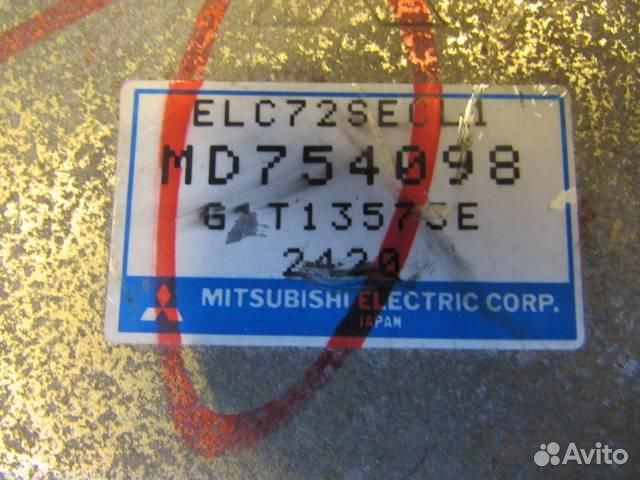 ELC72SECL1
MD754098
2420
MITSUBISHI ELECTRIC CORP.
JAPAN
Avito